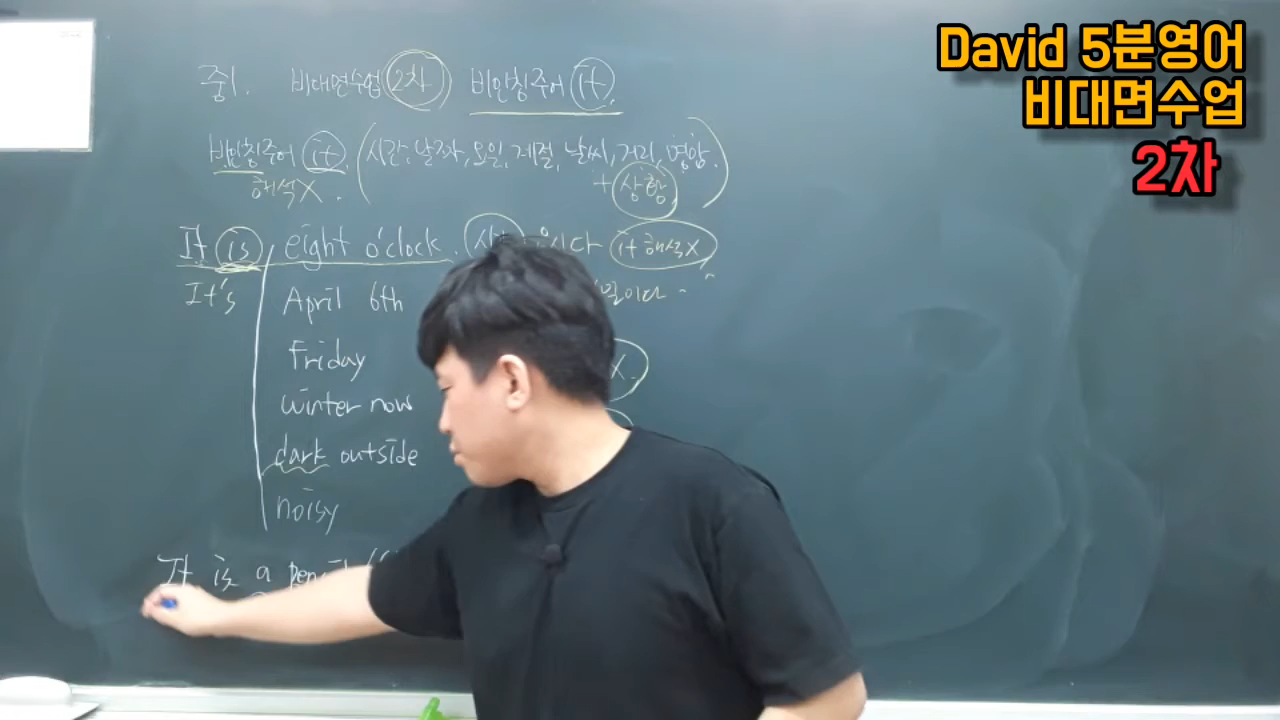 David 5분영어
비대면수업
2차
중1. 비대면수업 2차 비인칭주어 it.
비인칭주어 it. (시간, 날짜, 요일, 계절, 날씨, 거리, 명암.)
해석X. + 상황
It is eight o'clock. it 해석X
It's April 6th 일이다
Friday X.
winter now
dark outside
noisy
It is a